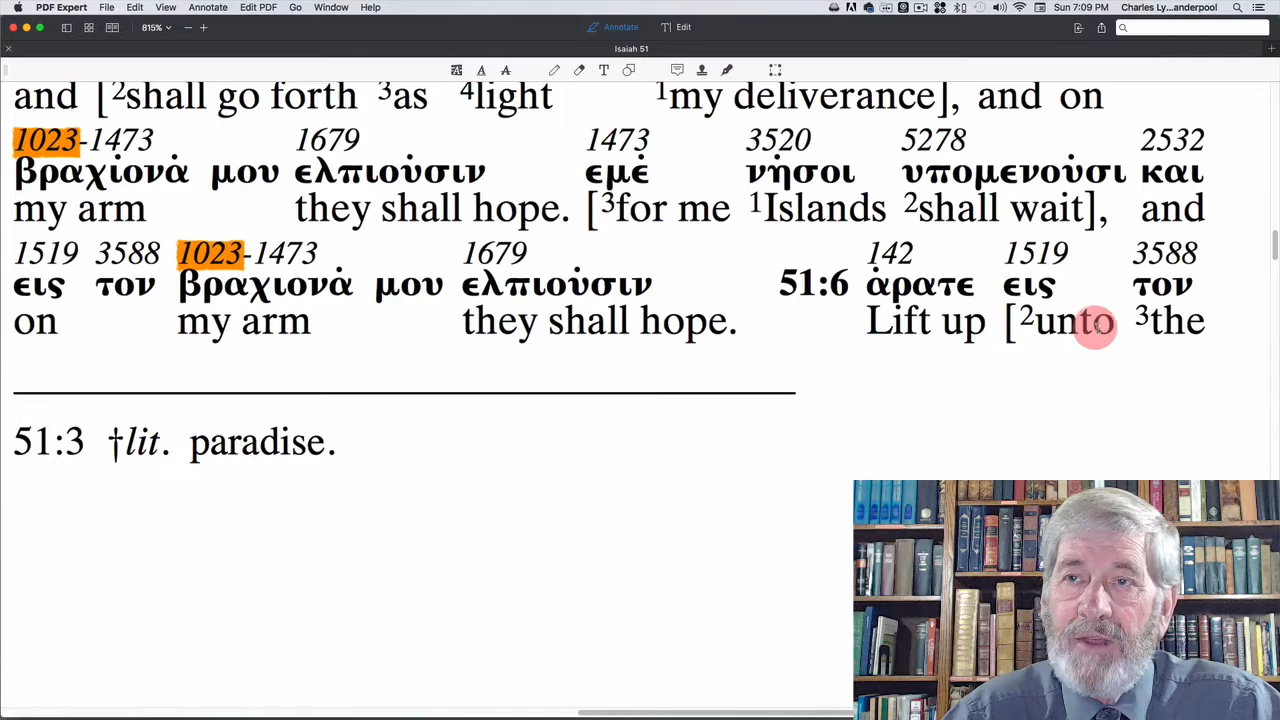 PDF Expert File Edit View Annotate Edit PDF Go Window Help Sun 7:09 PM Charles Ly...anderpool
815% Annotate Edit
Isaiah 51
and [²shall go forth ³as ⁴light ¹my deliverance], and on
1023-1473 1679 1473 3520 5278 2532
βραχίονά μου ελπιούσιν εμέ νήσοι υπομενούσι και
my arm they shall hope. [³for me ¹Islands ²shall wait], and
1519 3588 1023-1473 1679 142 1519 3588
εις τον βραχιονά μου ελπιούσιν 51:6 άρατε εις τον
on my arm they shall hope. Lift up [²unto ³the
51:3 †lit. paradise.